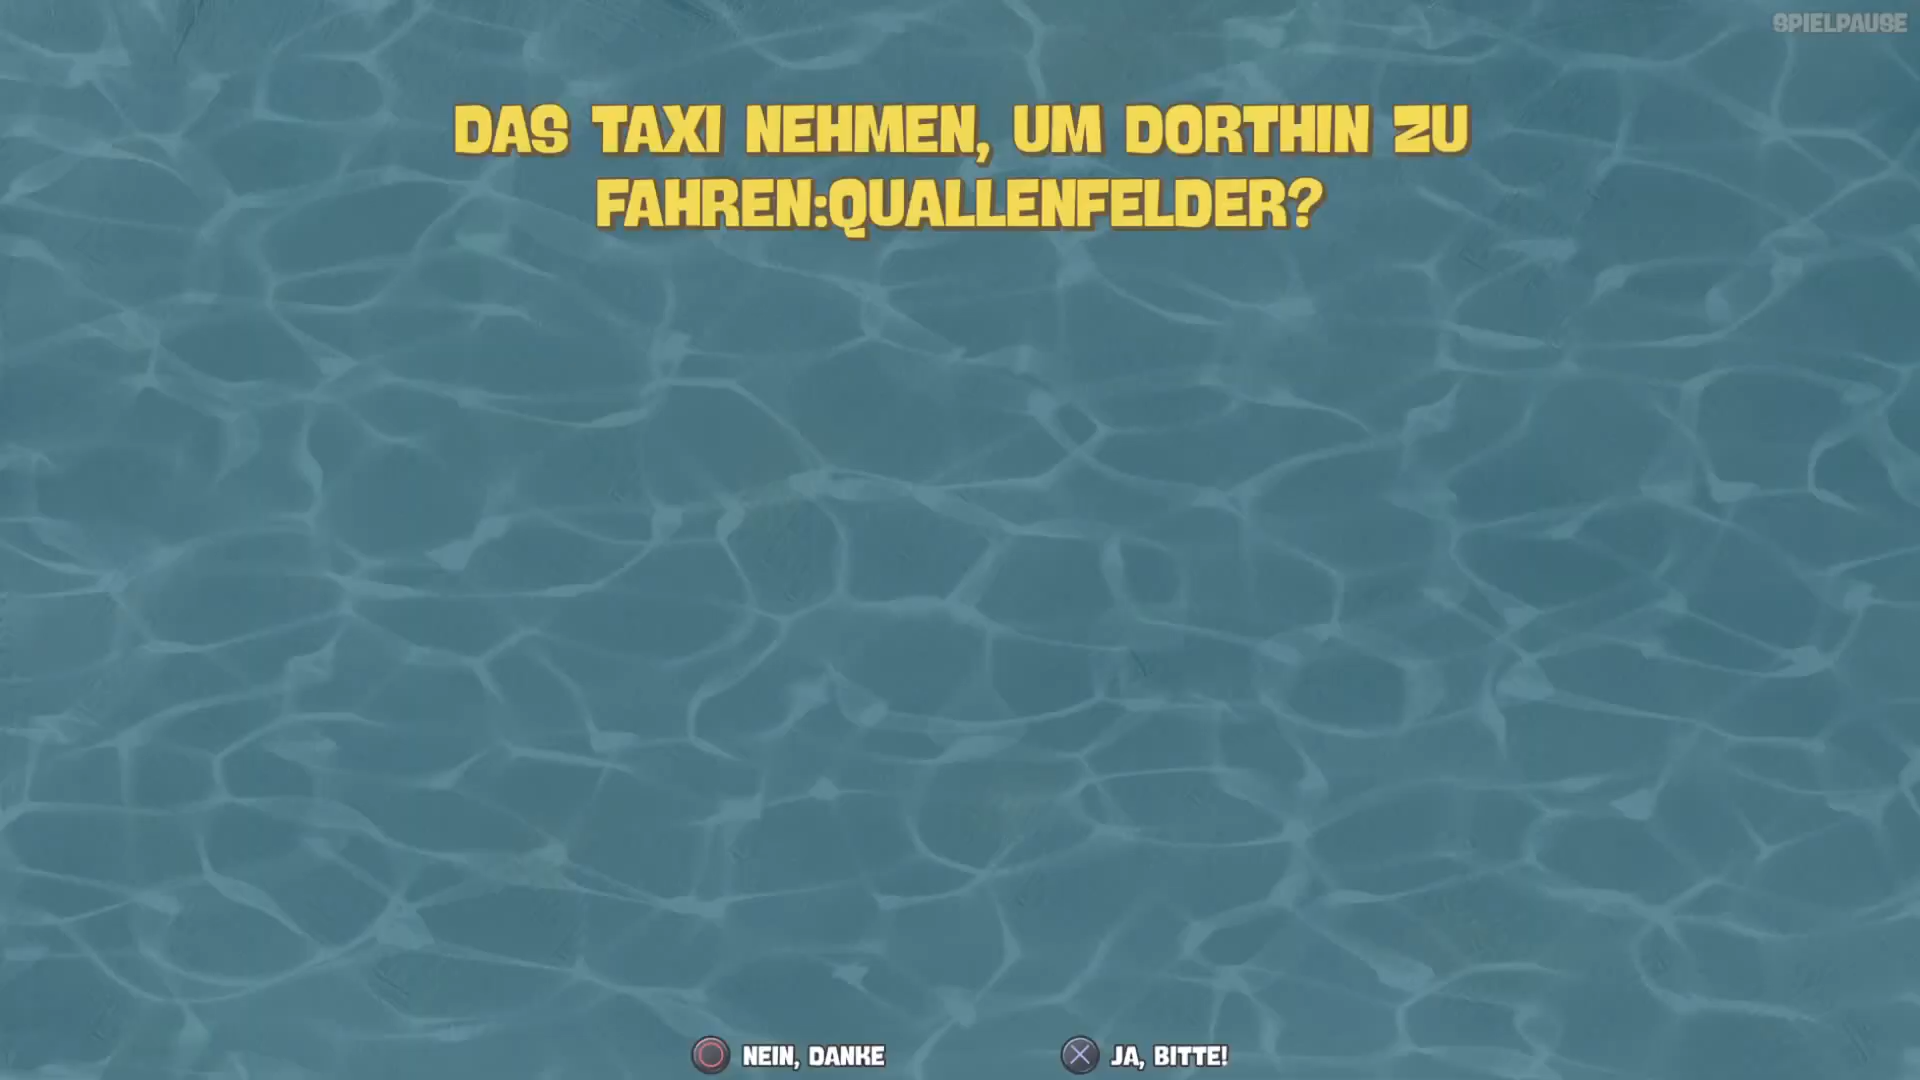 SPIELPAUSE
DAS TAXI NEHMEN, UM DORTHIN ZU
FAHREN:QUALLENFELDER?
NEIN, DANKE
JA, BITTE!